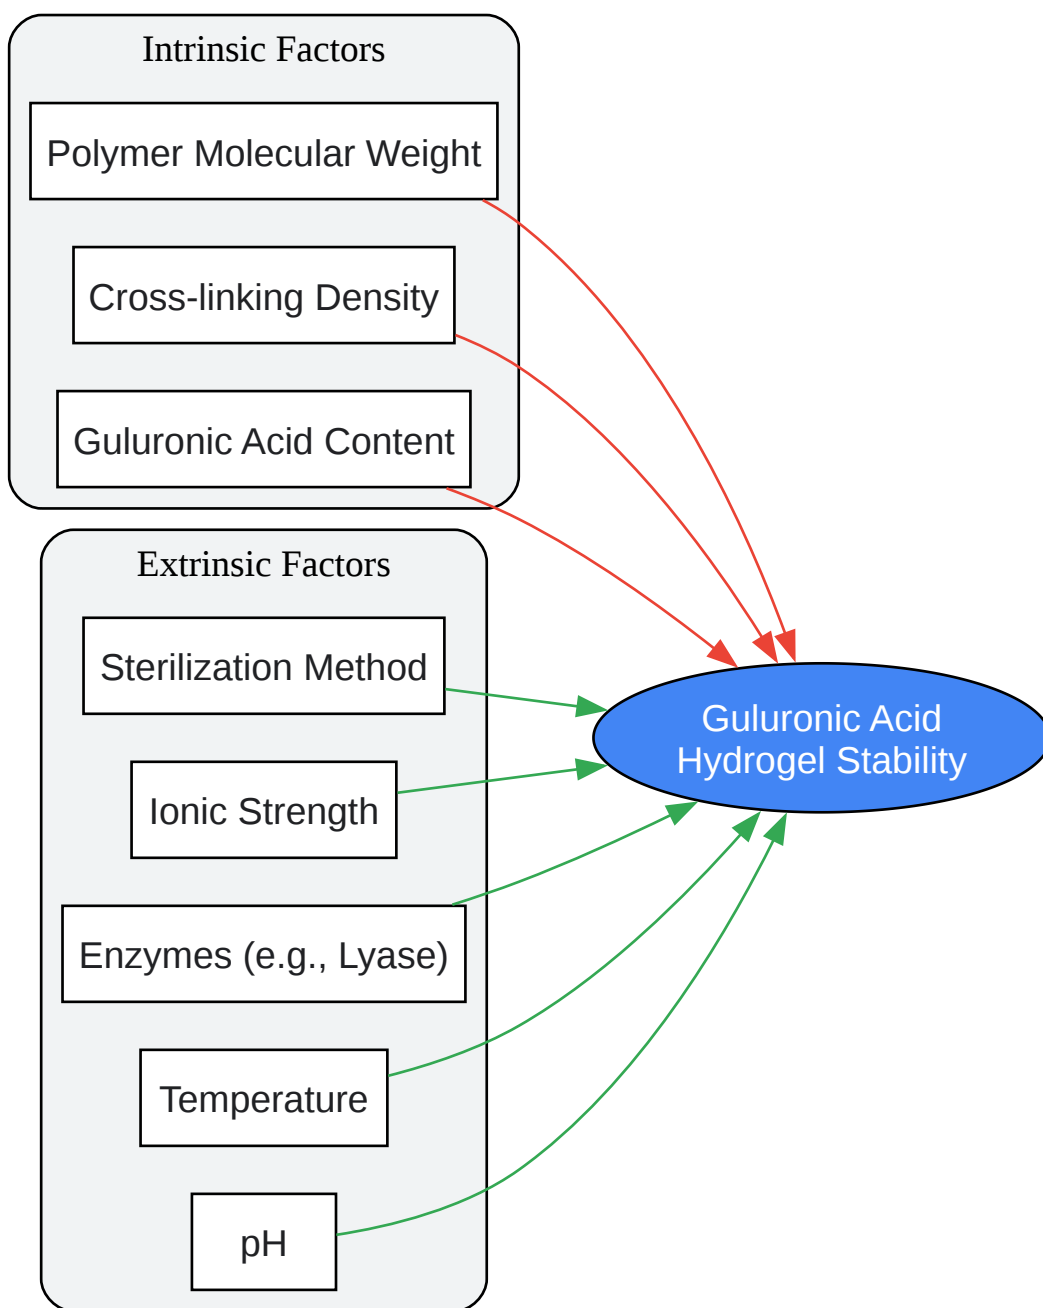 Intrinsic Factors
Polymer Molecular Weight
Cross-linking Density
Guluronic Acid Content
Extrinsic Factors
Sterilization Method
Ionic Strength
Enzymes (e.g., Lyase)
Temperature
pH
Guluronic Acid
Hydrogel Stability